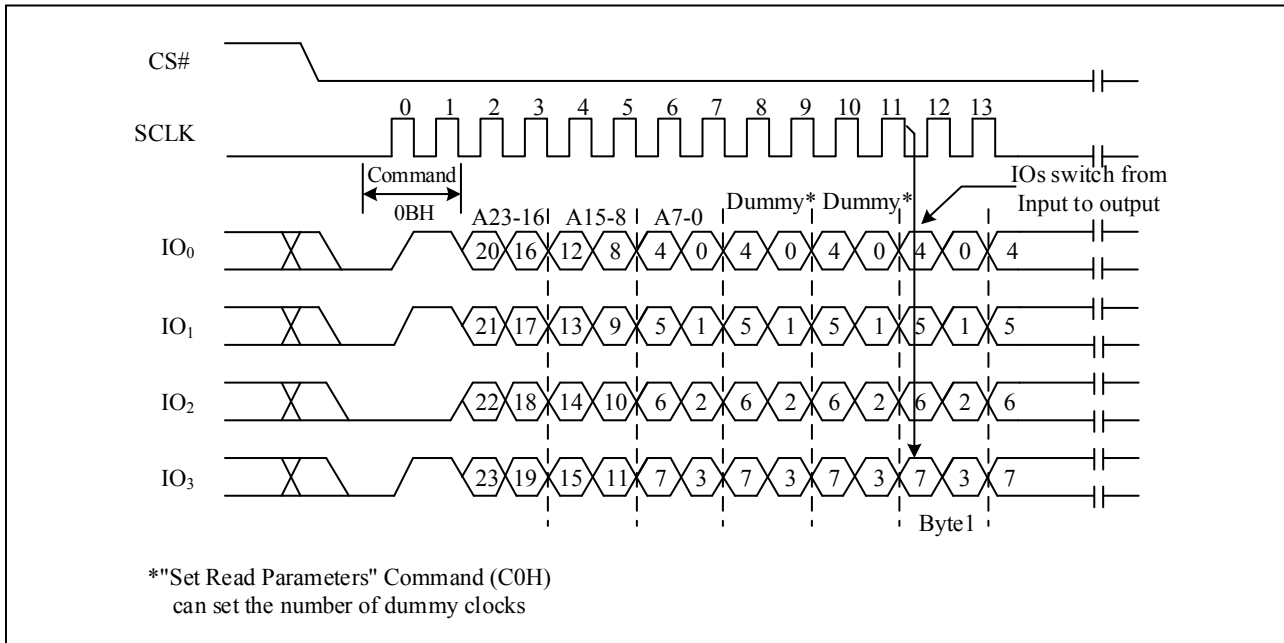 CS#
0 1 2 3 4 5 6 7 8 9 10 11 12 13
SCLK
Command
0BH
IOs switch from
Input to output
Dummy* Dummy*
A23-16 A15-8 A7-0
IO0 20 16 12 8 4 0 4 0 4 0 4 0 4
IO1 21 17 13 9 5 1 5 1 5 1 5 1 5
IO2 22 18 14 10 6 2 6 2 6 2 6 2 6
IO3 23 19 15 11 7 3 7 3 7 3 7 3 7
Byte1
*"Set Read Parameters" Command (C0H)
can set the number of dummy clocks